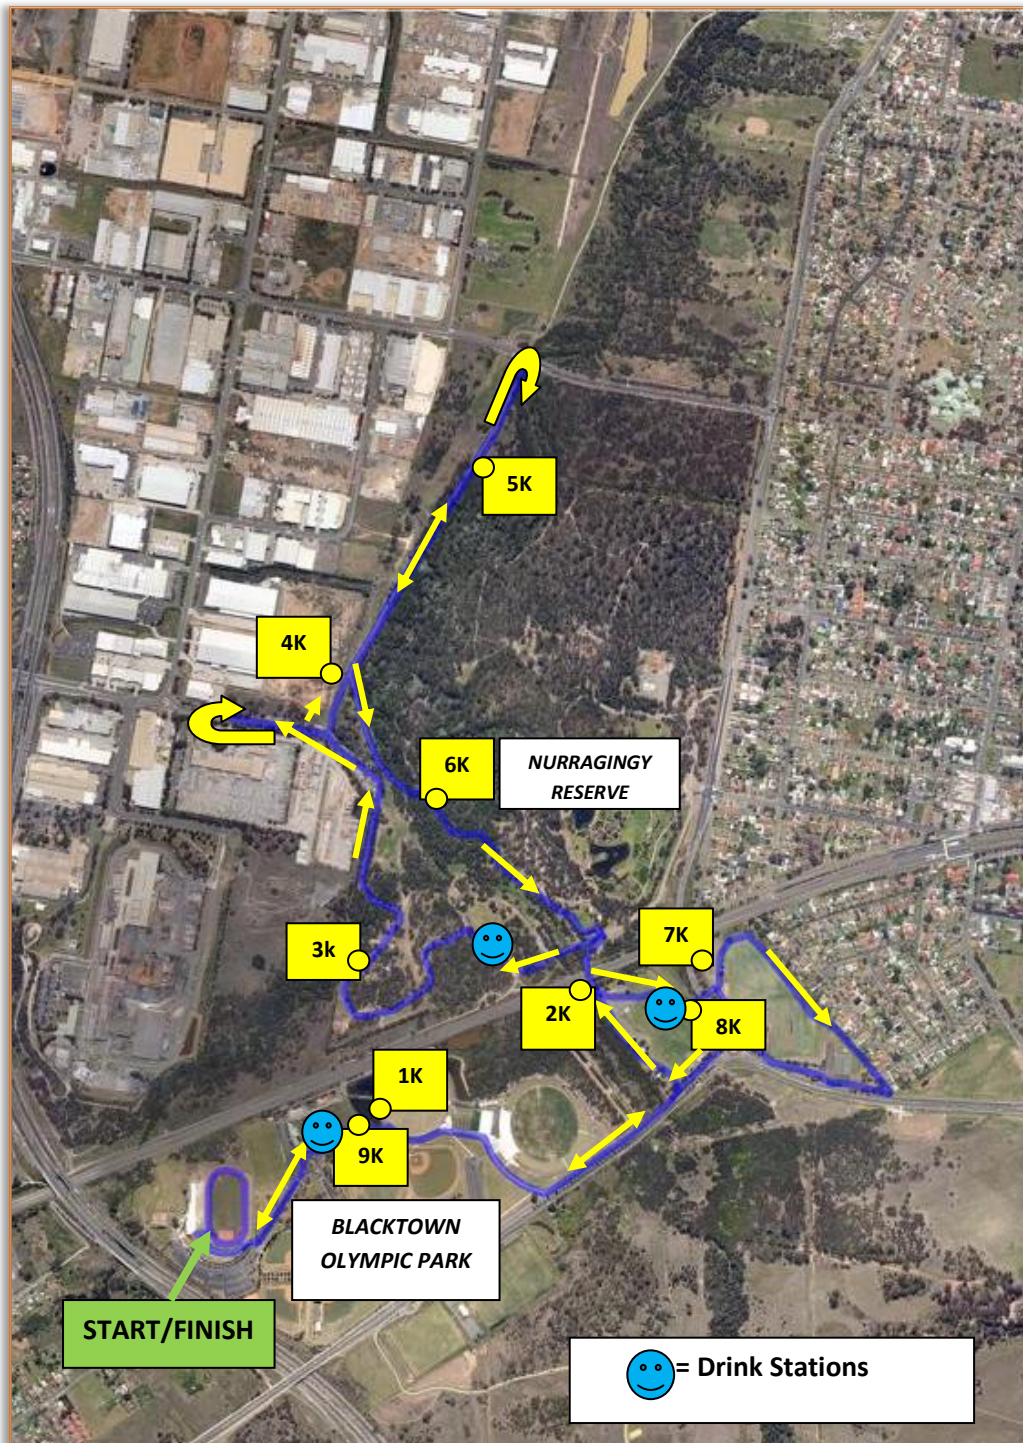 5K
4K
6K
NURRAGINGY
RESERVE
3k
7K
2K
8K
1K
9K
BLACKTOWN
OLYMPIC PARK
START/FINISH
= Drink Stations